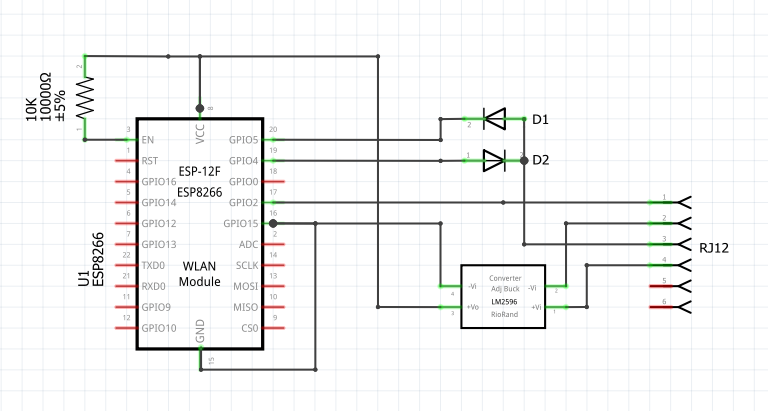 10K
10000Ω
±5%
2
1
U1
ESP8266
ESP-12F
ESP8266
WLAN
Module
8
VCC
3
EN
1
RST
4
GPIO16
5
GPIO14
6
GPIO12
7
GPIO13
22
TXD0
21
RXD0
11
GPIO9
12
GPIO10
20
GPIO5
19
GPIO4
18
GPIO0
17
GPIO2
16
GPIO15
2
ADC
14
SCLK
13
MOSI
10
MISO
9
CS0
GND
15
2
D1
1
D2
Converter
Adj Buck
LM2596
RioRand
-Vi
4
+Vo
3
-Vi
2
+Vi
1
RJ12
1
2
3
4
5
6